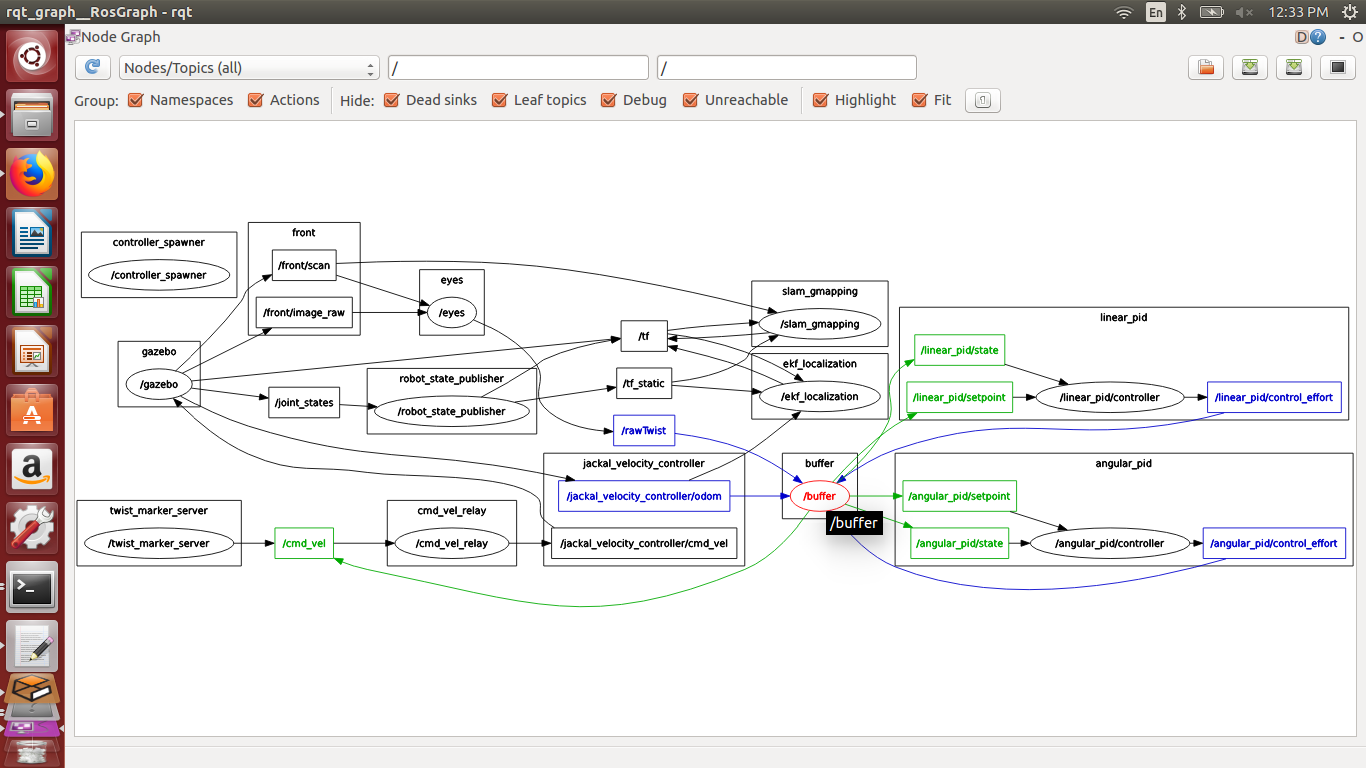 rqt_graph__RosGraph - rqt
En
12:33 PM
Node Graph
D
?
- O
Nodes/Topics (all)
/
/
Group:
Namespaces
Actions
Hide:
Dead sinks
Leaf topics
Debug
Unreachable
Highlight
Fit
1
controller_spawner
/controller_spawner
front
/front/scan
/front/image_raw
eyes
/eyes
slam_gmapping
/slam_gmapping
linear_pid
/linear_pid/state
/linear_pid/setpoint
/linear_pid/controller
/linear_pid/control_effort
gazebo
/gazebo
/joint_states
robot_state_publisher
/robot_state_publisher
/tf
/tf_static
ekf_localization
/ekf_localization
/rawTwist
jackal_velocity_controller
/jackal_velocity_controller/odom
/jackal_velocity_controller/cmd_vel
buffer
/buffer
/buffer
angular_pid
/angular_pid/setpoint
/angular_pid/state
/angular_pid/controller
/angular_pid/control_effort
twist_marker_server
/twist_marker_server
/cmd_vel
cmd_vel_relay
/cmd_vel_relay